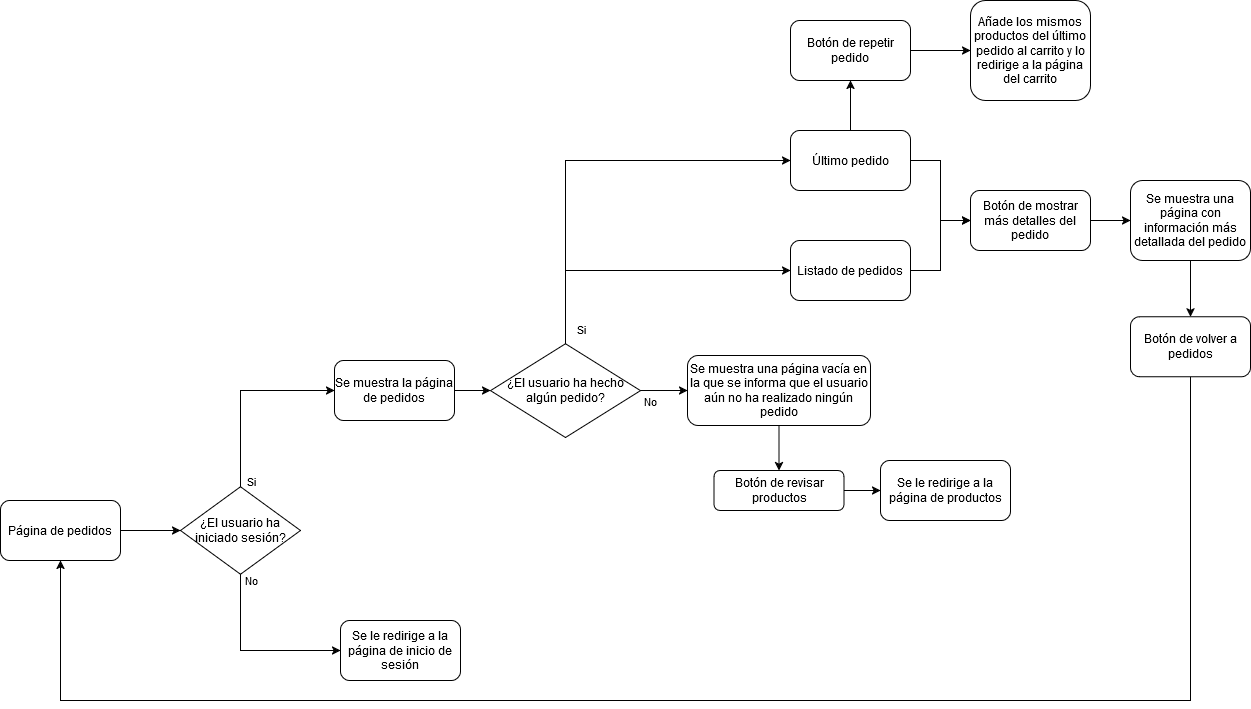 Botón de repetir
pedido
Añade los mismos
productos del último
pedido al carrito y lo
redirige a la página
del carrito
Último pedido
Botón de mostrar
más detalles del
pedido
Se muestra una
página con
información más
detallada del pedido
Listado de pedidos
Botón de volver a
pedidos
Si
Se muestra la página
de pedidos
¿El usuario ha hecho
algún pedido?
No
Se muestra una página vacía en
la que se informa que el usuario
aún no ha realizado ningún
pedido
Botón de revisar
productos
Se le redirige a la
página de productos
Si
Página de pedidos
¿El usuario ha
iniciado sesión?
No
Se le redirige a la
página de inicio de
sesión